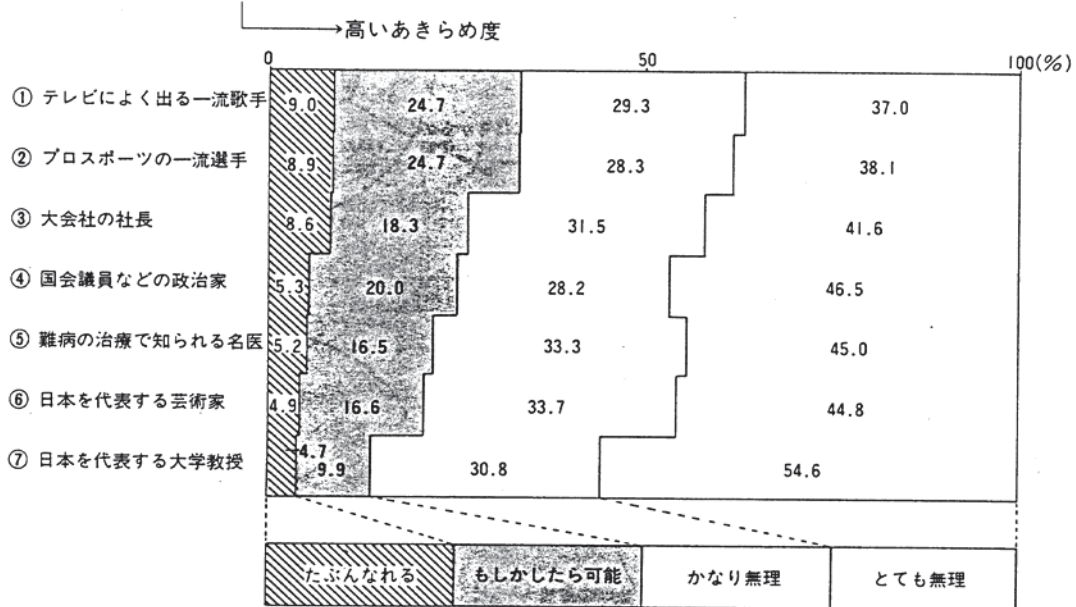 高いあきらめ度
0 50 100(%)
① テレビによく出る一流歌手 9.0 24.7 29.3 37.0
② プロスポーツの一流選手 8.9 24.7 28.3 38.1
③ 大会社の社長 8.6 18.3 31.5 41.6
④ 国会議員などの政治家 5.3 20.0 28.2 46.5
⑤ 難病の治療で知られる名医 5.2 16.5 33.3 45.0
⑥ 日本を代表する芸術家 4.9 16.6 33.7 44.8
⑦ 日本を代表する大学教授 4.7 9.9 30.8 54.6
たぶんなれる もしかしたら可能 かなり無理 とても無理